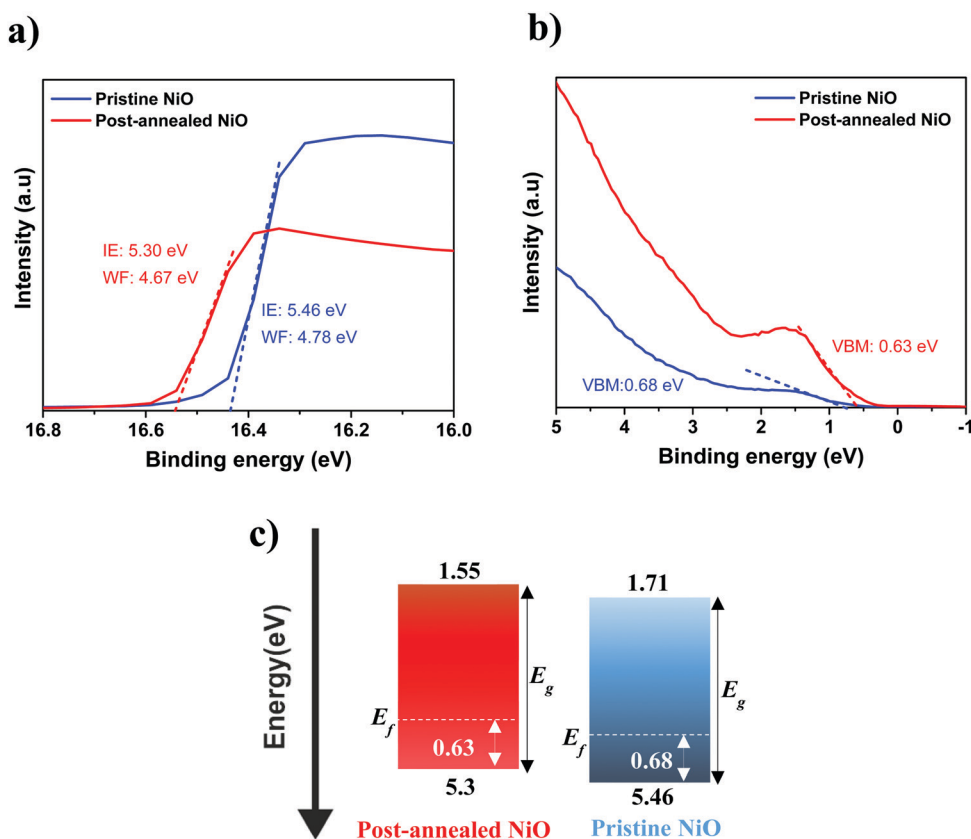 a)
Pristine NiO
Post-annealed NiO
Intensity (a.u)
IE: 5.30 eV
WF: 4.67 eV
IE: 5.46 eV
WF: 4.78 eV
16.8 16.6 16.4 16.2 16.0
Binding energy (eV)
b)
Pristine NiO
Post-annealed NiO
Intensity (a.u)
VBM: 0.63 eV
VBM:0.68 eV
5 4 3 2 1 0 -1
Binding energy (eV)
c)
Energy(eV)
1.55
E_g
E_f
0.63
5.3
Post-annealed NiO
1.71
E_g
E_f
0.68
5.46
Pristine NiO